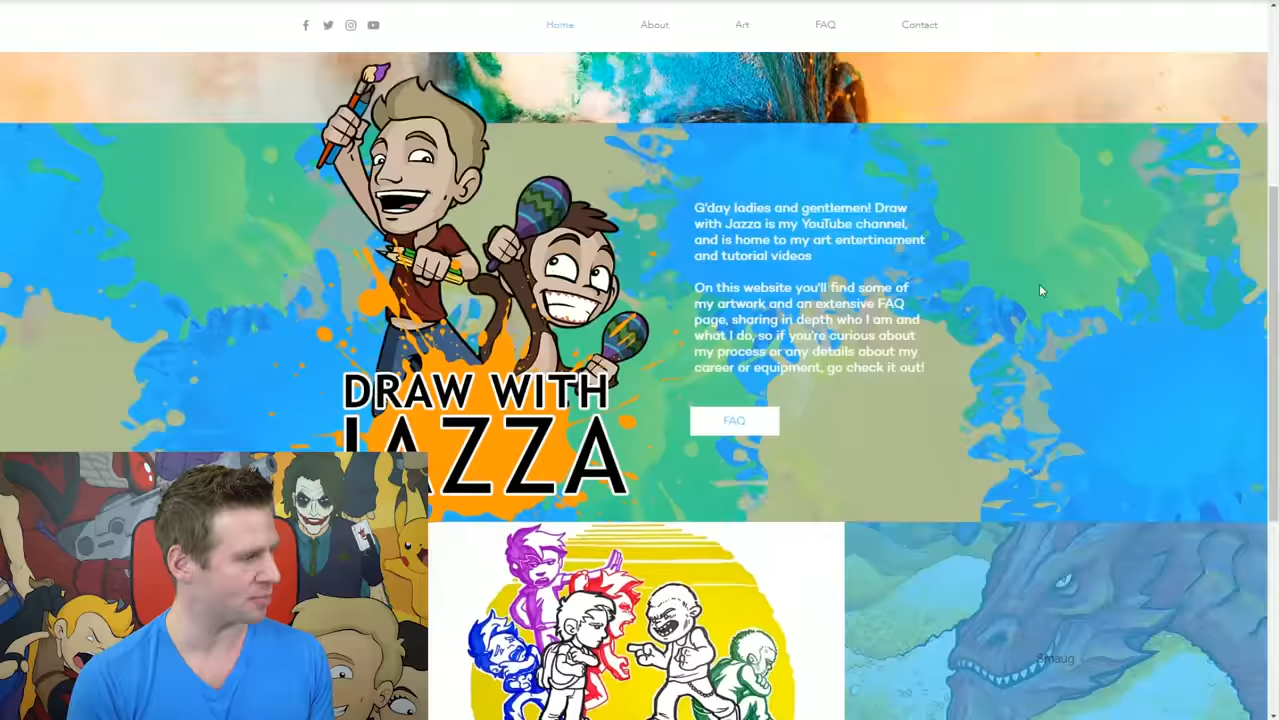 Home
About
Art
FAQ
Contact
G'day ladies and gentlemen! Draw
with Jazza is my YouTube channel,
and is home to my art entertinament
and tutorial videos
On this website you'll find some of
my artwork and an extensive FAQ
page, sharing in depth who I am and
what I do, so if you're curious about
my process or any details about my
career or equipment, go check it out!
FAQ
DRAW WITH
JAZZA
Smaug